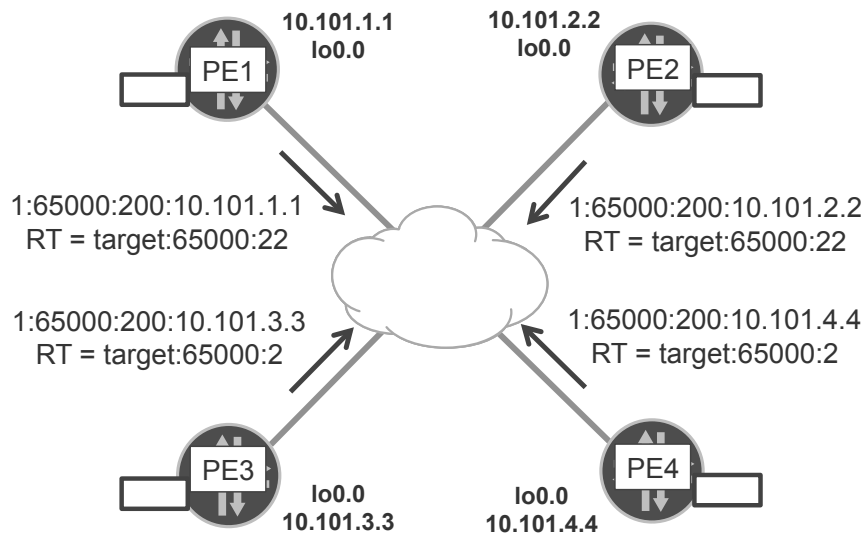 10.101.1.1
lo0.0
10.101.2.2
lo0.0
PE1
PE2
1:65000:200:10.101.1.1
RT = target:65000:22
1:65000:200:10.101.2.2
RT = target:65000:22
1:65000:200:10.101.3.3
RT = target:65000:2
1:65000:200:10.101.4.4
RT = target:65000:2
PE3
PE4
lo0.0
10.101.3.3
lo0.0
10.101.4.4